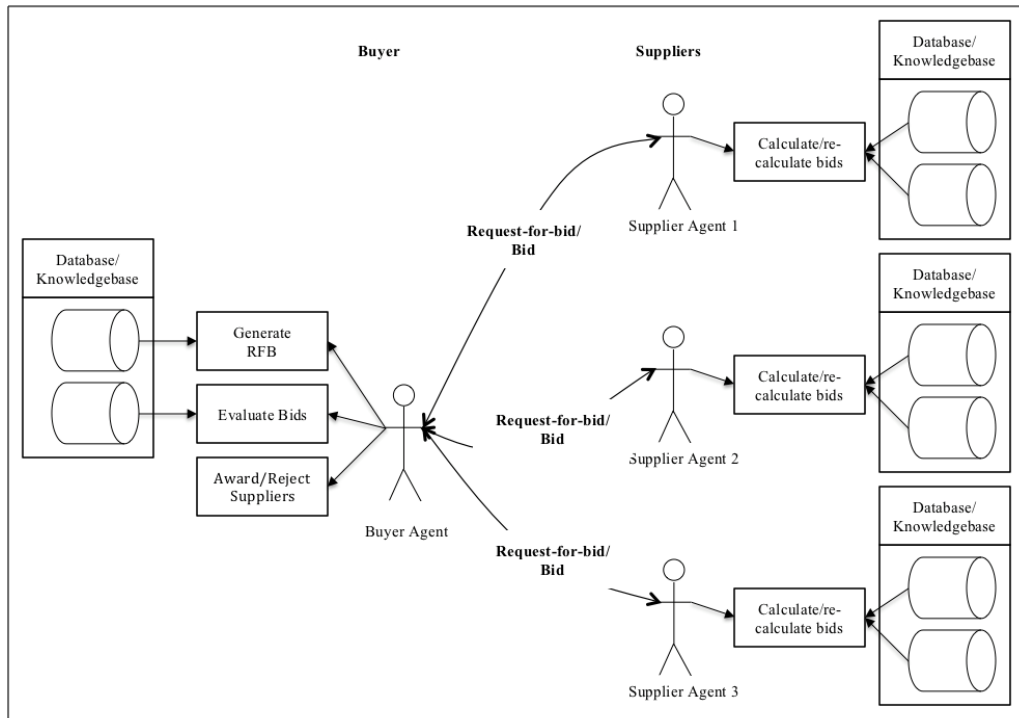 Buyer
Suppliers
Database/
Knowledgebase
Calculate/re-
calculate bids
Supplier Agent 1
Request-for-bid/
Bid
Database/
Knowledgebase
Generate
RFB
Evaluate Bids
Award/Reject
Suppliers
Buyer Agent
Database/
Knowledgebase
Calculate/re-
calculate bids
Request-for-bid/
Bid
Supplier Agent 2
Database/
Knowledgebase
Request-for-bid/
Bid
Calculate/re-
calculate bids
Supplier Agent 3